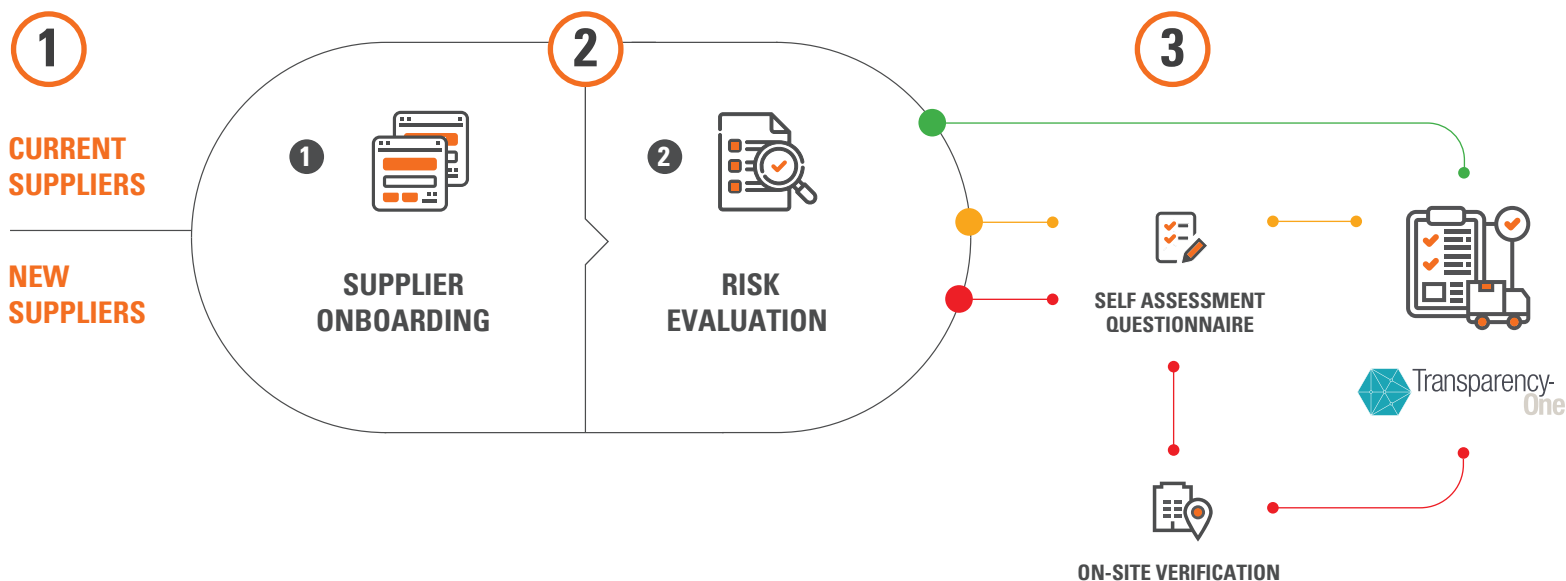 1
CURRENT
SUPPLIERS
NEW
SUPPLIERS
2
1
SUPPLIER
ONBOARDING
2
RISK
EVALUATION
3
SELF ASSESSMENT
QUESTIONNAIRE
Transparency-
One
ON-SITE VERIFICATION